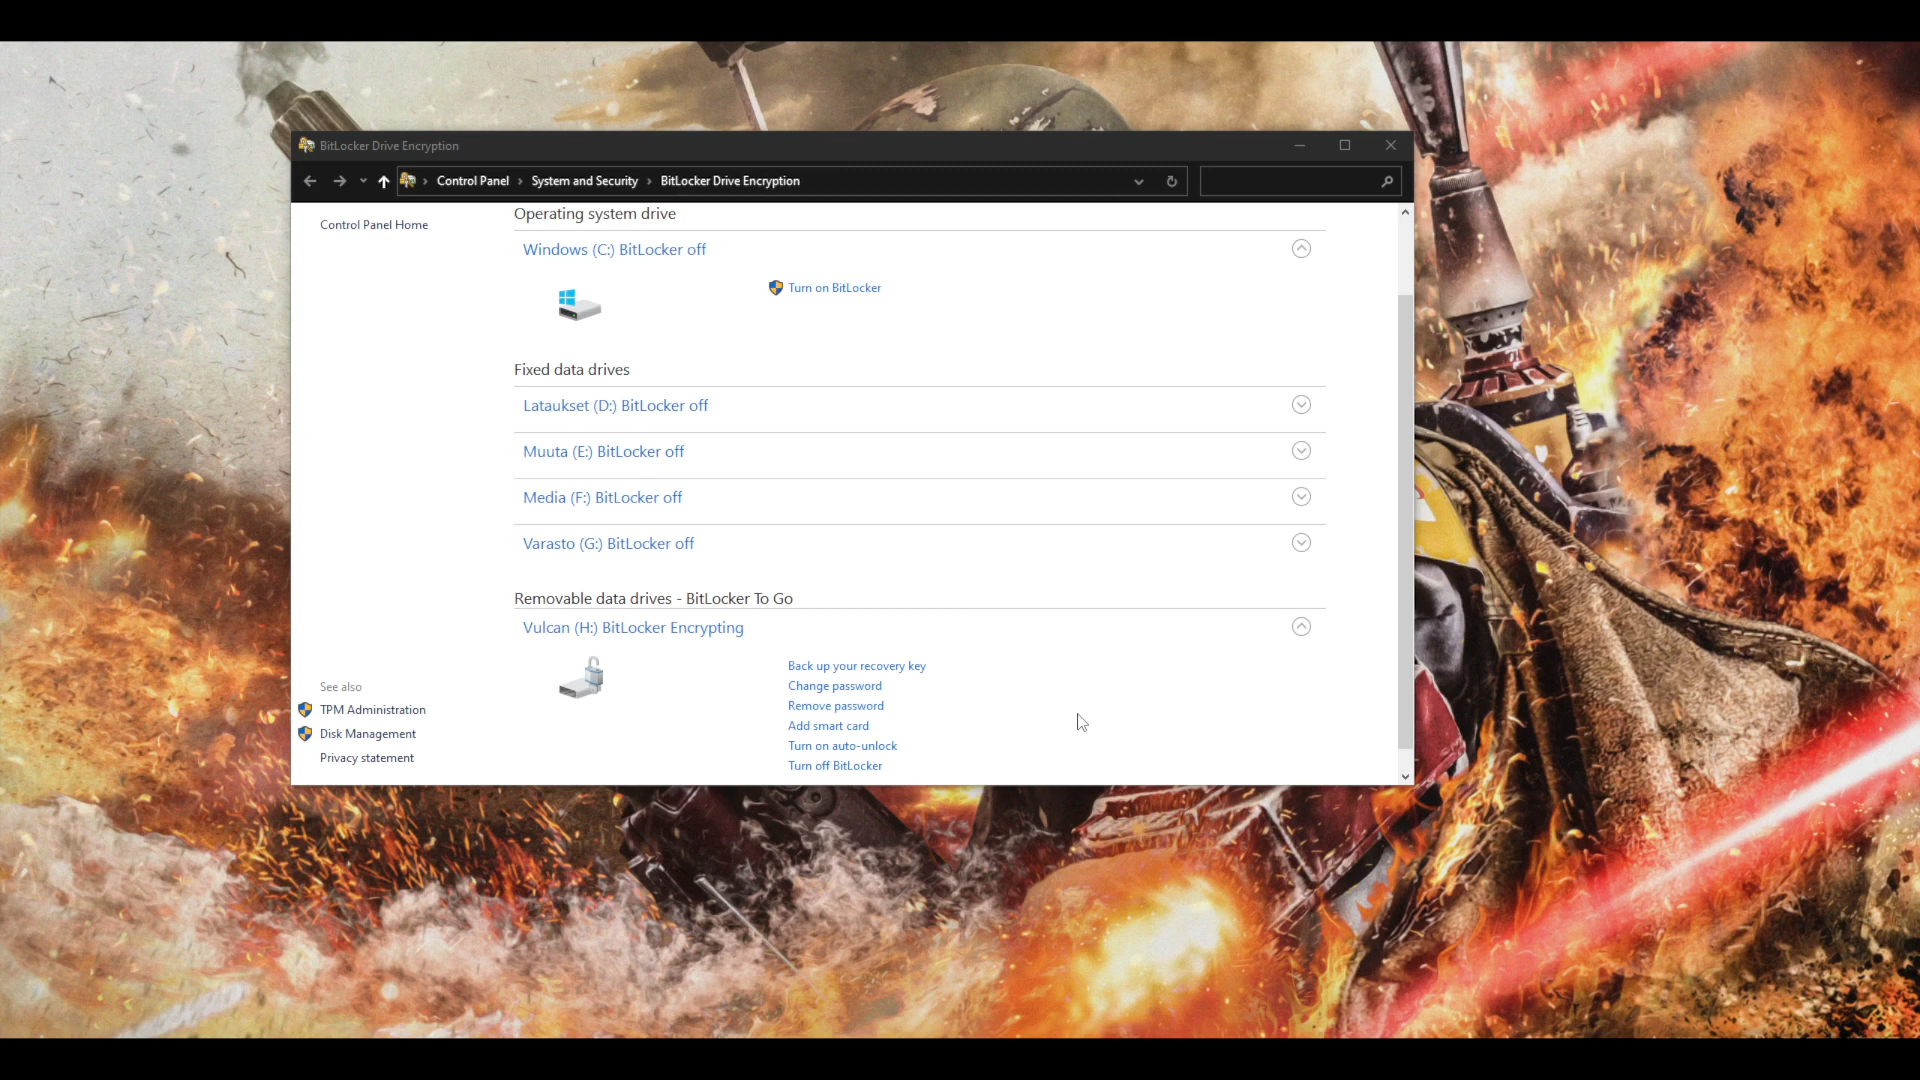 BitLocker Drive Encryption
Control Panel › System and Security › BitLocker Drive Encryption
Control Panel Home
Operating system drive
Windows (C:) BitLocker off
Turn on BitLocker
Fixed data drives
Lataukset (D:) BitLocker off
Muuta (E:) BitLocker off
Media (F:) BitLocker off
Varasto (G:) BitLocker off
Removable data drives - BitLocker To Go
Vulcan (H:) BitLocker Encrypting
Back up your recovery key
Change password
Remove password
Add smart card
Turn on auto-unlock
Turn off BitLocker
See also
TPM Administration
Disk Management
Privacy statement